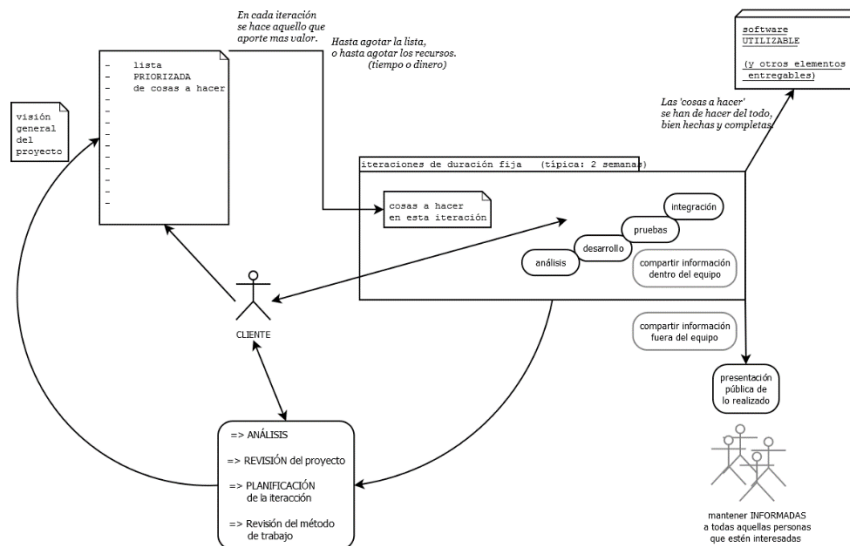 En cada iteración
se hace aquello que
aporte mas valor.
Hasta agotar la lista,
o hasta agotar los recursos.
(tiempo o dinero)
software
UTILIZABLE
(y otros elementos
entregables)
- lista
- PRIORIZADA
- de cosas a hacer
-
-
-
-
-
-
-
-
-
-
visión
general
del
proyecto
Las 'cosas a hacer'
se han de hacer del todo,
bien hechas y completas.
iteraciones de duración fija (típica: 2 semanas)
cosas a hacer
en esta iteración
integración
pruebas
desarrollo
análisis
compartir información
dentro del equipo
CLIENTE
compartir información
fuera del equipo
presentación
pública de
lo realizado
=> ANÁLISIS
=> REVISIÓN del proyecto
=> PLANIFICACIÓN
de la iteracción
=> Revisión del método
de trabajo
mantener INFORMADAS
a todas aquellas personas
que estén interesadas